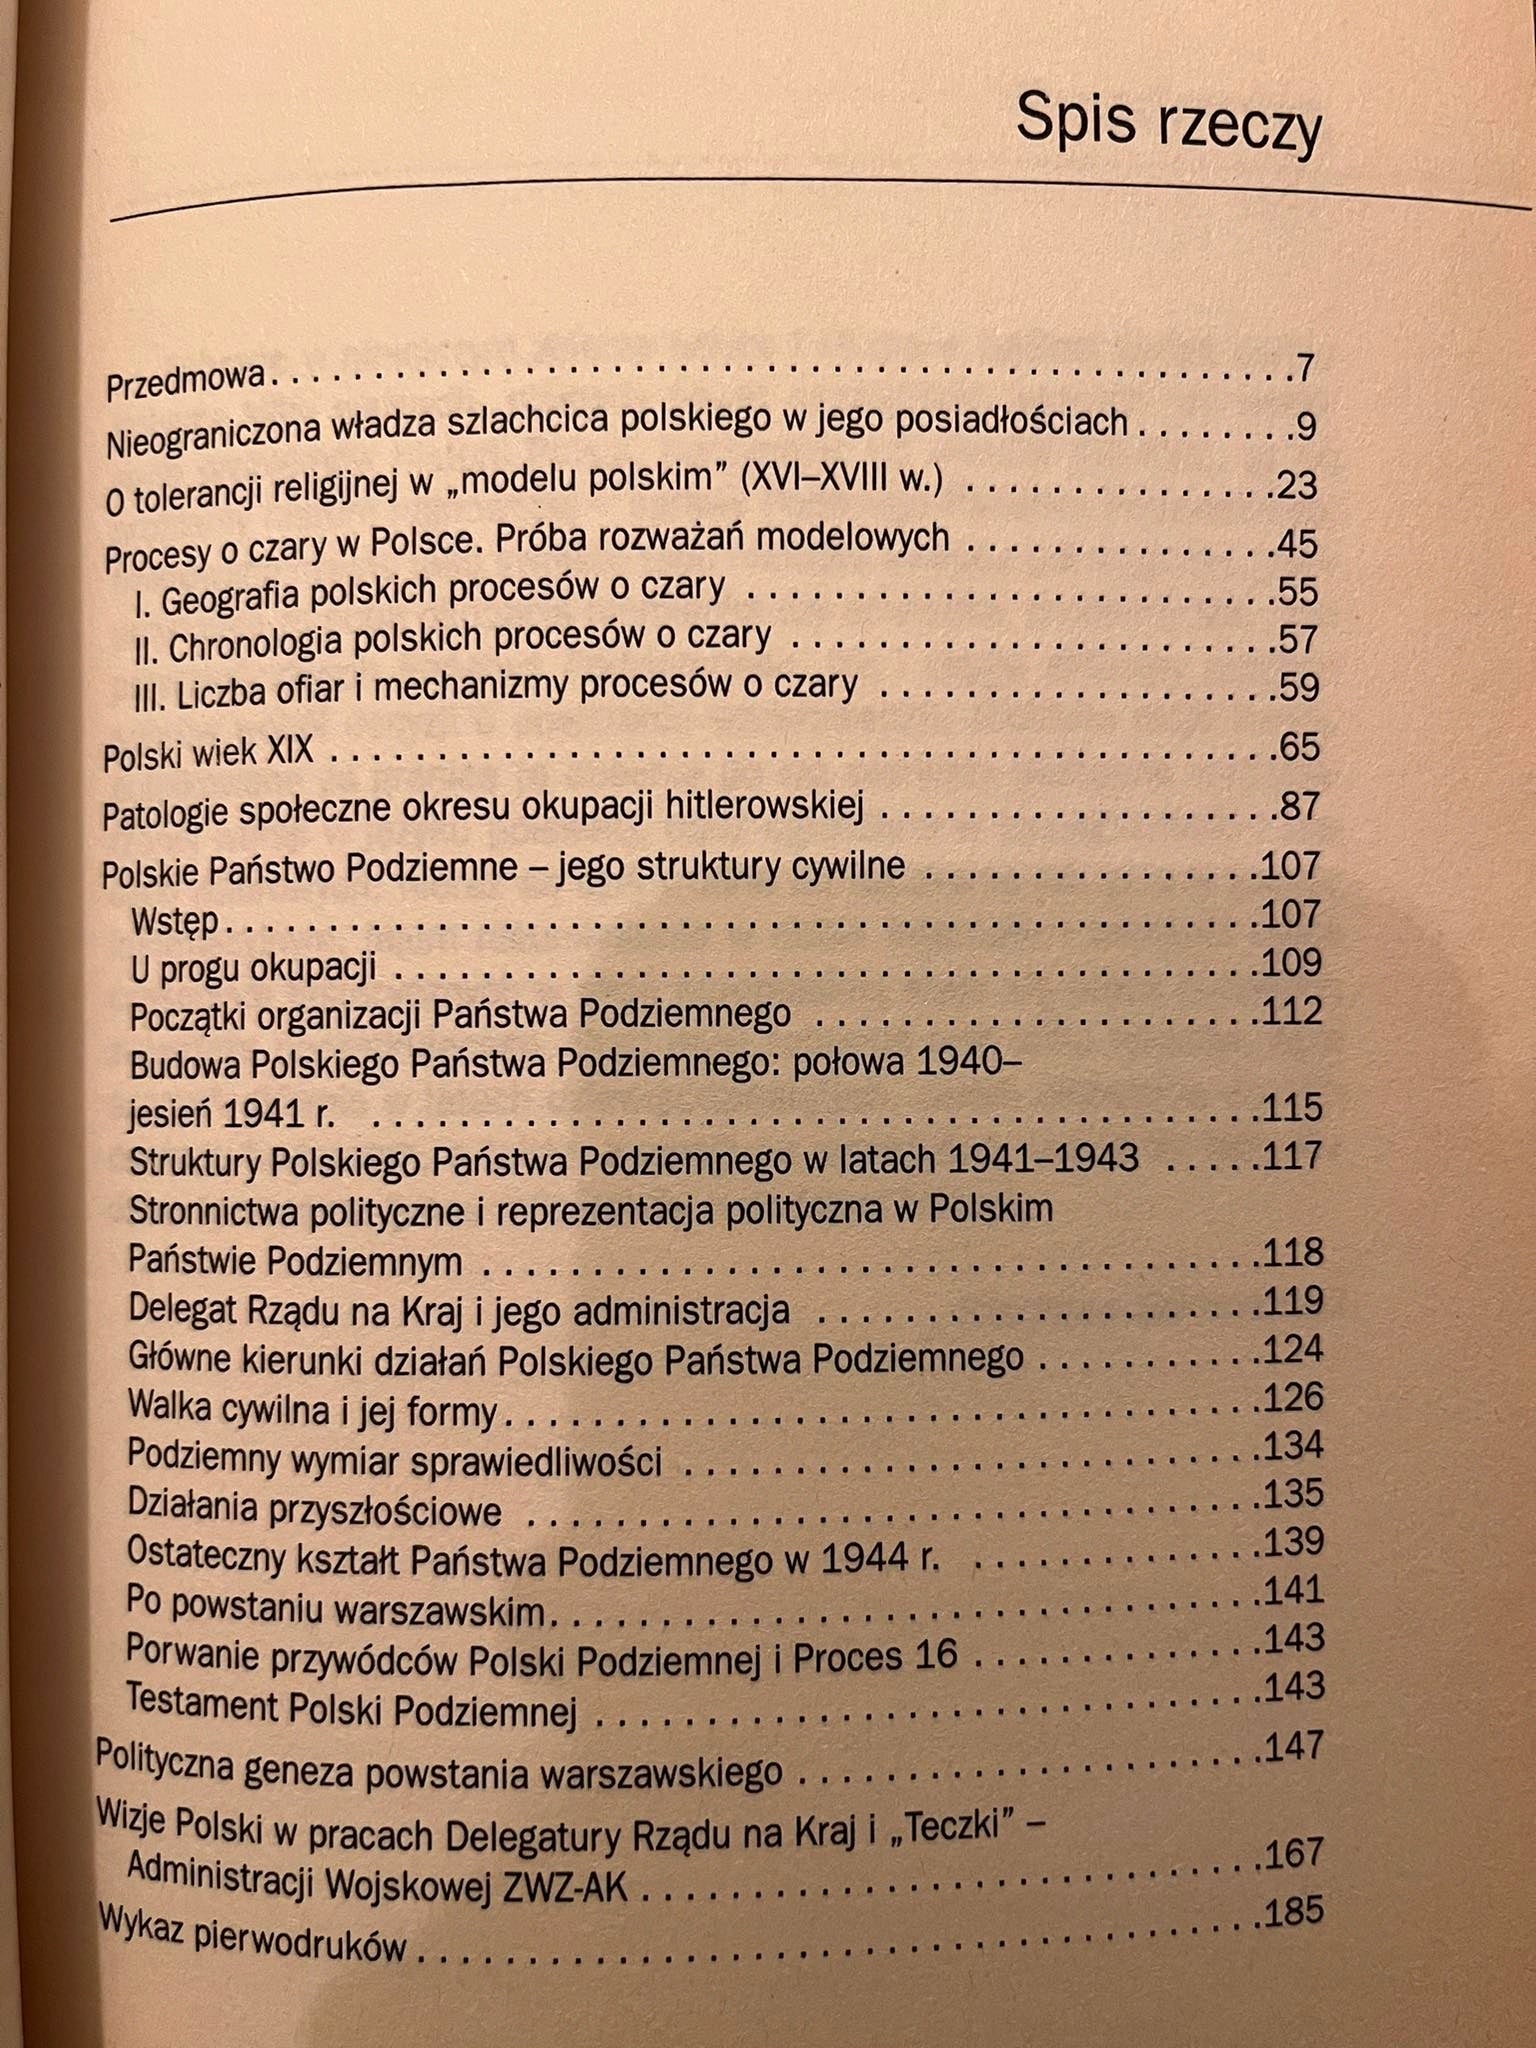 Spis rzeczy
Przedmowa. . . . . . . . . . . . . . . . . . . . . . . . . . . . . . . . . . . . .7
Nieograniczona władza szlachcica polskiego w jego posiadłościach . . . . . . . .9
O tolerancji religijnej w „modelu polskim” (XVI–XVIII w.) . . . . . . . . . . . . . .23
Procesy o czary w Polsce. Próba rozważań modelowych . . . . . . . . . . . . . .45
I. Geografia polskich procesów o czary . . . . . . . . . . . . . . . . . . . . . . . .55
II. Chronologia polskich procesów o czary . . . . . . . . . . . . . . . . . . . . . .57
III. Liczba ofiar i mechanizmy procesów o czary . . . . . . . . . . . . . . . . . .59
Polski wiek XIX . . . . . . . . . . . . . . . . . . . . . . . . . . . . . . . . . .65
Patologie społeczne okresu okupacji hitlerowskiej . . . . . . . . . . . . . . . . . .87
Polskie Państwo Podziemne – jego struktury cywilne . . . . . . . . . . . . . . . .107
Wstęp. . . . . . . . . . . . . . . . . . . . . . . . . . . . . . . . . . . . .107
U progu okupacji . . . . . . . . . . . . . . . . . . . . . . . . . . . . . . .109
Początki organizacji Państwa Podziemnego . . . . . . . . . . . . . . . . . . . .112
Budowa Polskiego Państwa Podziemnego: połowa 1940–
jesień 1941 r. . . . . . . . . . . . . . . . . . . . . . . . . . . . . . . . .115
Struktury Polskiego Państwa Podziemnego w latach 1941–1943 . . . . .117
Stronnictwa polityczne i reprezentacja polityczna w Polskim
Państwie Podziemnym . . . . . . . . . . . . . . . . . . . . . . . . . . . .118
Delegat Rządu na Kraj i jego administracja . . . . . . . . . . . . . . . . . . . .119
Główne kierunki działań Polskiego Państwa Podziemnego . . . . . . . . . .124
Walka cywilna i jej formy. . . . . . . . . . . . . . . . . . . . . . . . . . . .126
Podziemny wymiar sprawiedliwości . . . . . . . . . . . . . . . . . . . . . . .134
Działania przyszłościowe . . . . . . . . . . . . . . . . . . . . . . . . . . . .135
Ostateczny kształt Państwa Podziemnego w 1944 r. . . . . . . . . . . . . .139
Po powstaniu warszawskim. . . . . . . . . . . . . . . . . . . . . . . . . . .141
Porwanie przywódców Polski Podziemnej i Proces 16 . . . . . . . . . . . . .143
Testament Polski Podziemnej . . . . . . . . . . . . . . . . . . . . . . . . .143
Polityczna geneza powstania warszawskiego . . . . . . . . . . . . . . . . . . . .147
Wizje Polski w pracach Delegatury Rządu na Kraj i „Teczki” –
Administracji Wojskowej ZWZ-AK . . . . . . . . . . . . . . . . . . . . . . . .167
Wykaz pierwodruków . . . . . . . . . . . . . . . . . . . . . . . . . . . . . .185